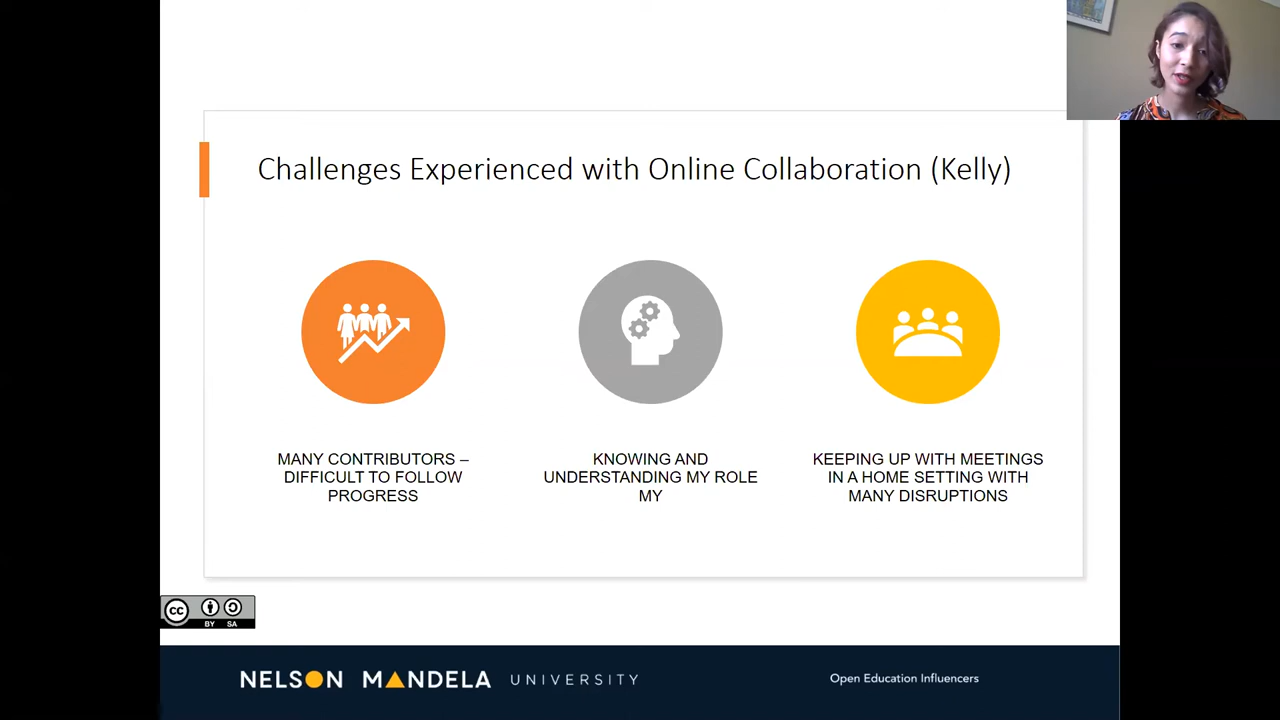 Challenges Experienced with Online Collaboration (Kelly)
MANY CONTRIBUTORS –
DIFFICULT TO FOLLOW
PROGRESS
KNOWING AND
UNDERSTANDING MY ROLE
MY
KEEPING UP WITH MEETINGS
IN A HOME SETTING WITH
MANY DISRUPTIONS
CC
BY SA
NELSON MANDELA UNIVERSITY
Open Education Influencers